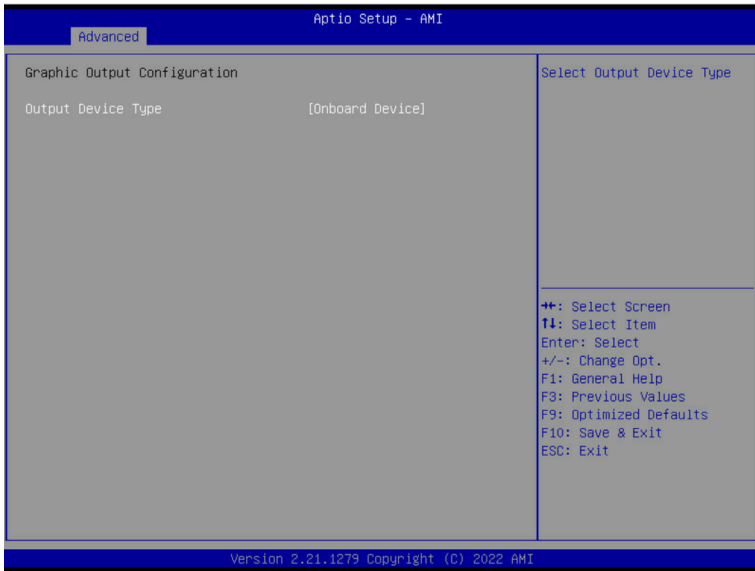 Aptio Setup - AMI
Advanced
Graphic Output Configuration
Output Device Type [Onboard Device]
Select Output Device Type
→←: Select Screen
↑↓: Select Item
Enter: Select
+/-: Change Opt.
F1: General Help
F3: Previous Values
F9: Optimized Defaults
F10: Save & Exit
ESC: Exit
Version 2.21.1279 Copyright (C) 2022 AMI